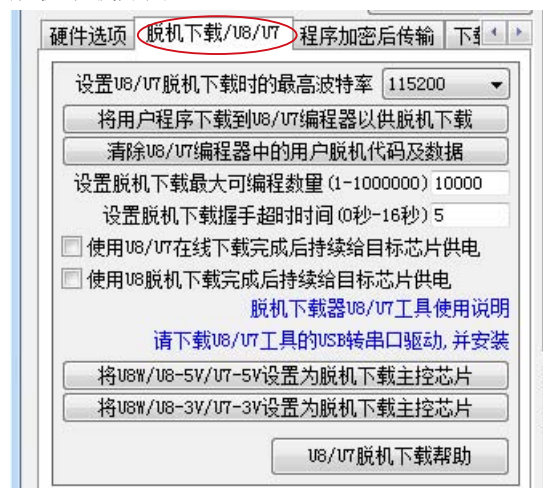 硬件选项 脱机下载/U8/U7 程序加密后传输
设置U8/U7脱机下载时的最高波特率 115200
将用户程序下载到U8/U7编程器以供脱机下载
清除U8/U7编程器中的用户脱机代码及数据
设置脱机下载最大可编程数量(1-1000000) 10000
设置脱机下载握手超时时间(0秒-16秒) 5
使用U8/U7在线下载完成后持续给目标芯片供电
使用U8脱机下载完成后持续给目标芯片供电
脱机下载器U8/U7工具使用说明
请下载U8/U7工具的USB转串口驱动,并安装
将U8W/U8-5V/U7-5V设置为脱机下载主控芯片
将U8W/U8-3V/U7-3V设置为脱机下载主控芯片
U8/U7脱机下载帮助